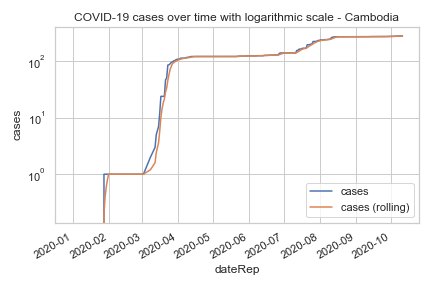 COVID-19 cases over time with logarithmic scale - Cambodia
10²
10¹
10⁰
cases
cases
cases (rolling)
2020-01
2020-02
2020-03
2020-04
2020-05
2020-06
2020-07
2020-08
2020-09
2020-10
dateRep